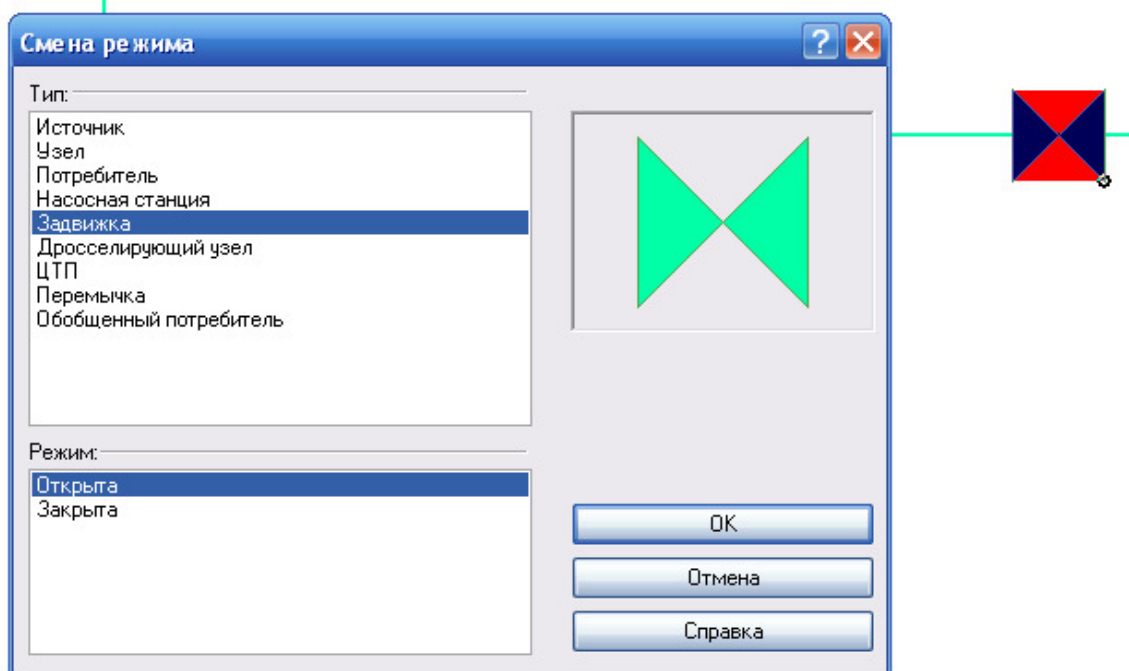 Смена режима
Тип:
Источник
Узел
Потребитель
Насосная станция
Задвижка
Дросселирующий узел
ЦТП
Перемычка
Обобщенный потребитель
Режим:
Открыта
Закрыта
OK
Отмена
Справка